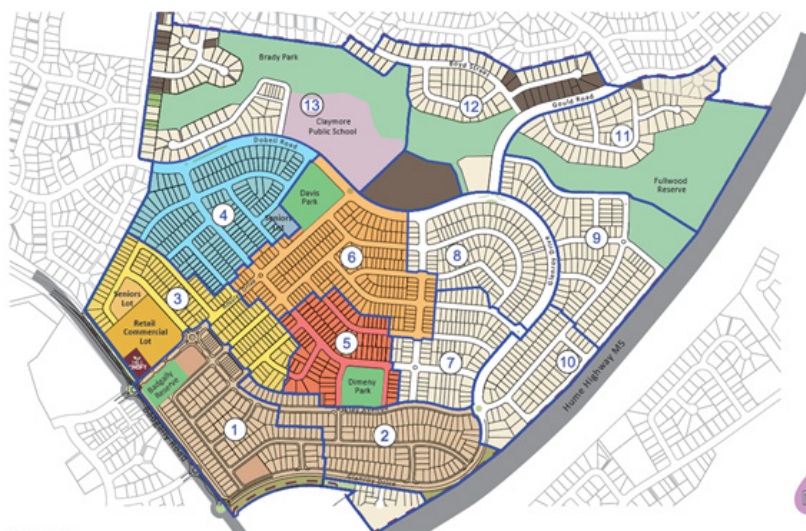 Brady Park
Boyd Street
12
Gould Road
13
Claymore
Public School
11
Dobell Road
Fullwood
Reserve
Davis
Park
4
Seniors
Lot
9
8
6
3
Seniors
Lot
Retail
Commercial
Lot
5
7
10
Hume Highway M5
Dimeny
Park
Badgally
Reserve
1
2
Badgally Road